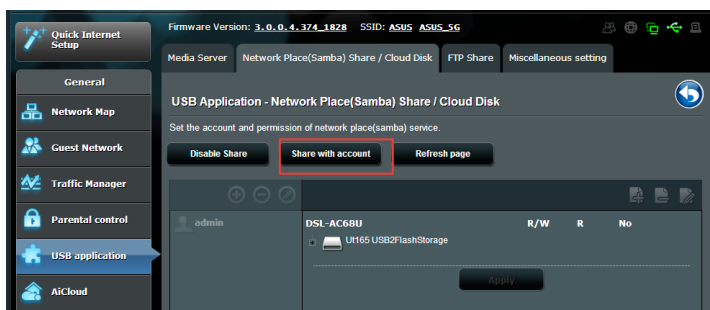 Quick Internet
Setup
Firmware Version: 3.0.0.4.374_1828 SSID: ASUS ASUS_5G
Media Server
Network Place(Samba) Share / Cloud Disk
FTP Share
Miscellaneous setting
General
Network Map
Guest Network
Traffic Manager
Parental control
USB application
AiCloud
USB Application - Network Place(Samba) Share / Cloud Disk
Set the account and permission of network place(samba) service.
Disable Share
Share with account
Refresh page
admin
DSL-AC68U
R/W
R
No
Ut165 USB2FlashStorage
Apply